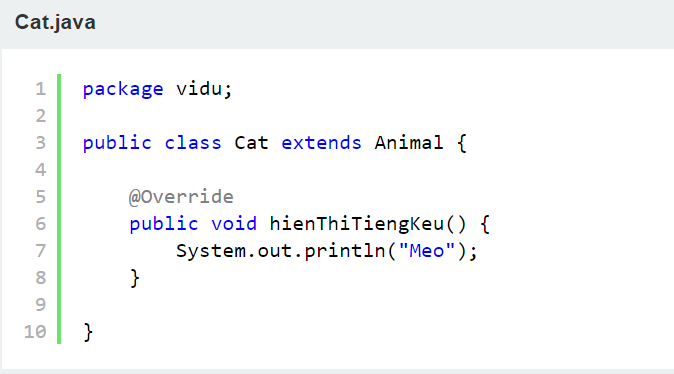 Cat.java
1 package vidu;
2
3 public class Cat extends Animal {
4
5     @Override
6     public void hienThiTiengKeu() {
7         System.out.println("Meo");
8     }
9
10 }